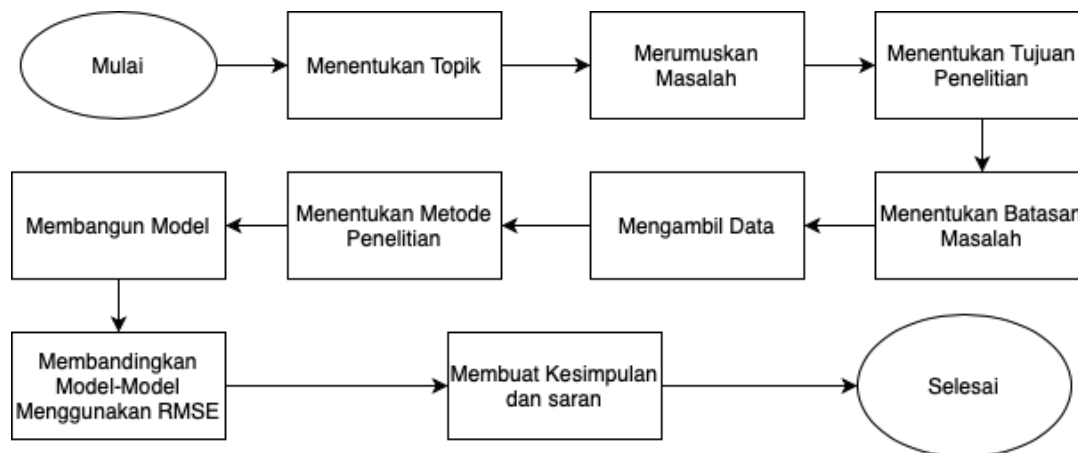 Mulai
Menentukan Topik
Merumuskan
Masalah
Menentukan Tujuan
Penelitian
Menentukan Batasan
Masalah
Mengambil Data
Menentukan Metode
Penelitian
Membangun Model
Membandingkan
Model-Model
Menggunakan RMSE
Membuat Kesimpulan
dan saran
Selesai